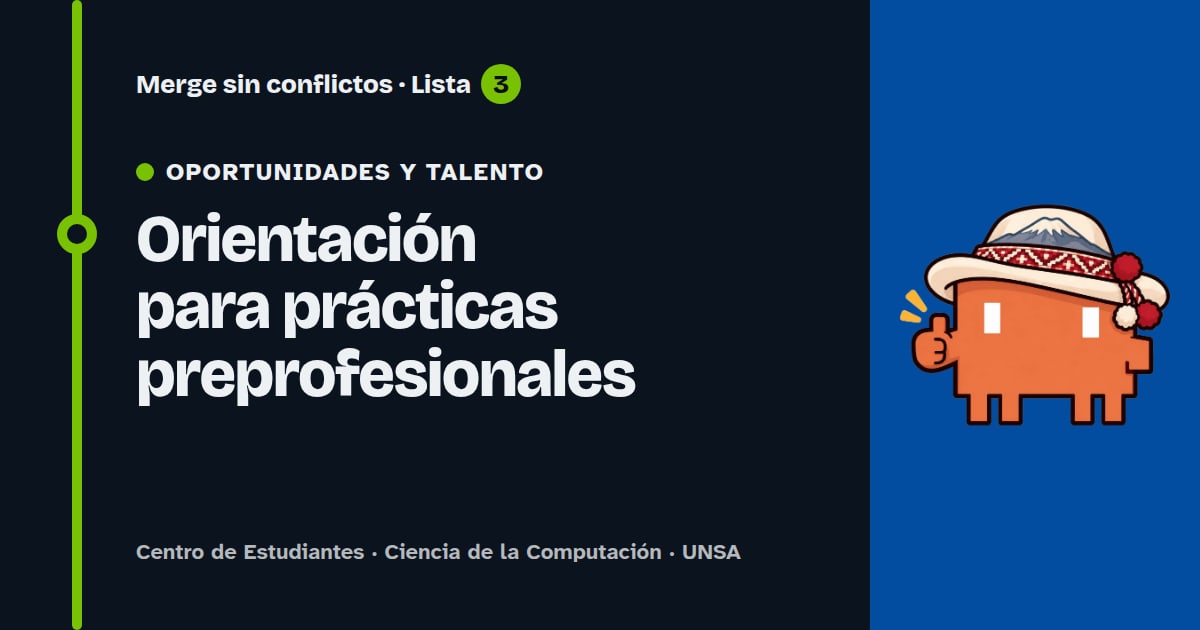 Merge sin conflictos · Lista 3
OPORTUNIDADES Y TALENTO
Orientación
para prácticas
preprofesionales
Centro de Estudiantes · Ciencia de la Computación · UNSA